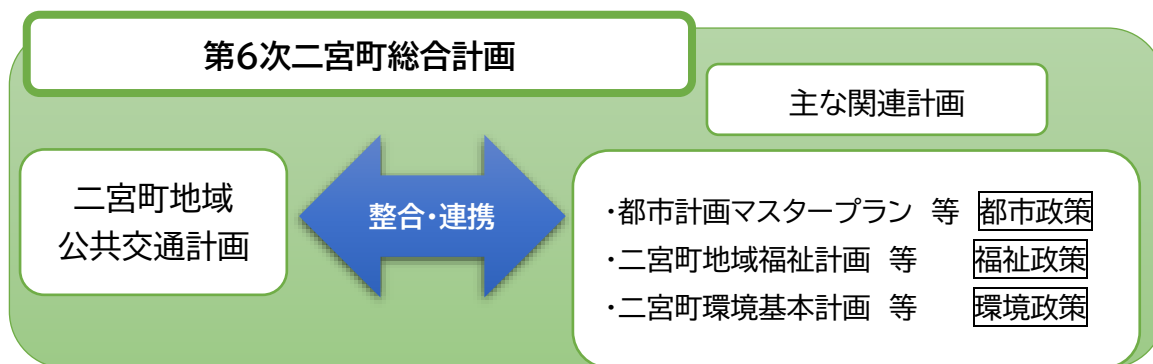 第6次二宮町総合計画
主な関連計画
二宮町地域
公共交通計画
整合・連携
・都市計画マスタープラン 等 都市政策
・二宮町地域福祉計画 等 福祉政策
・二宮町環境基本計画 等 環境政策